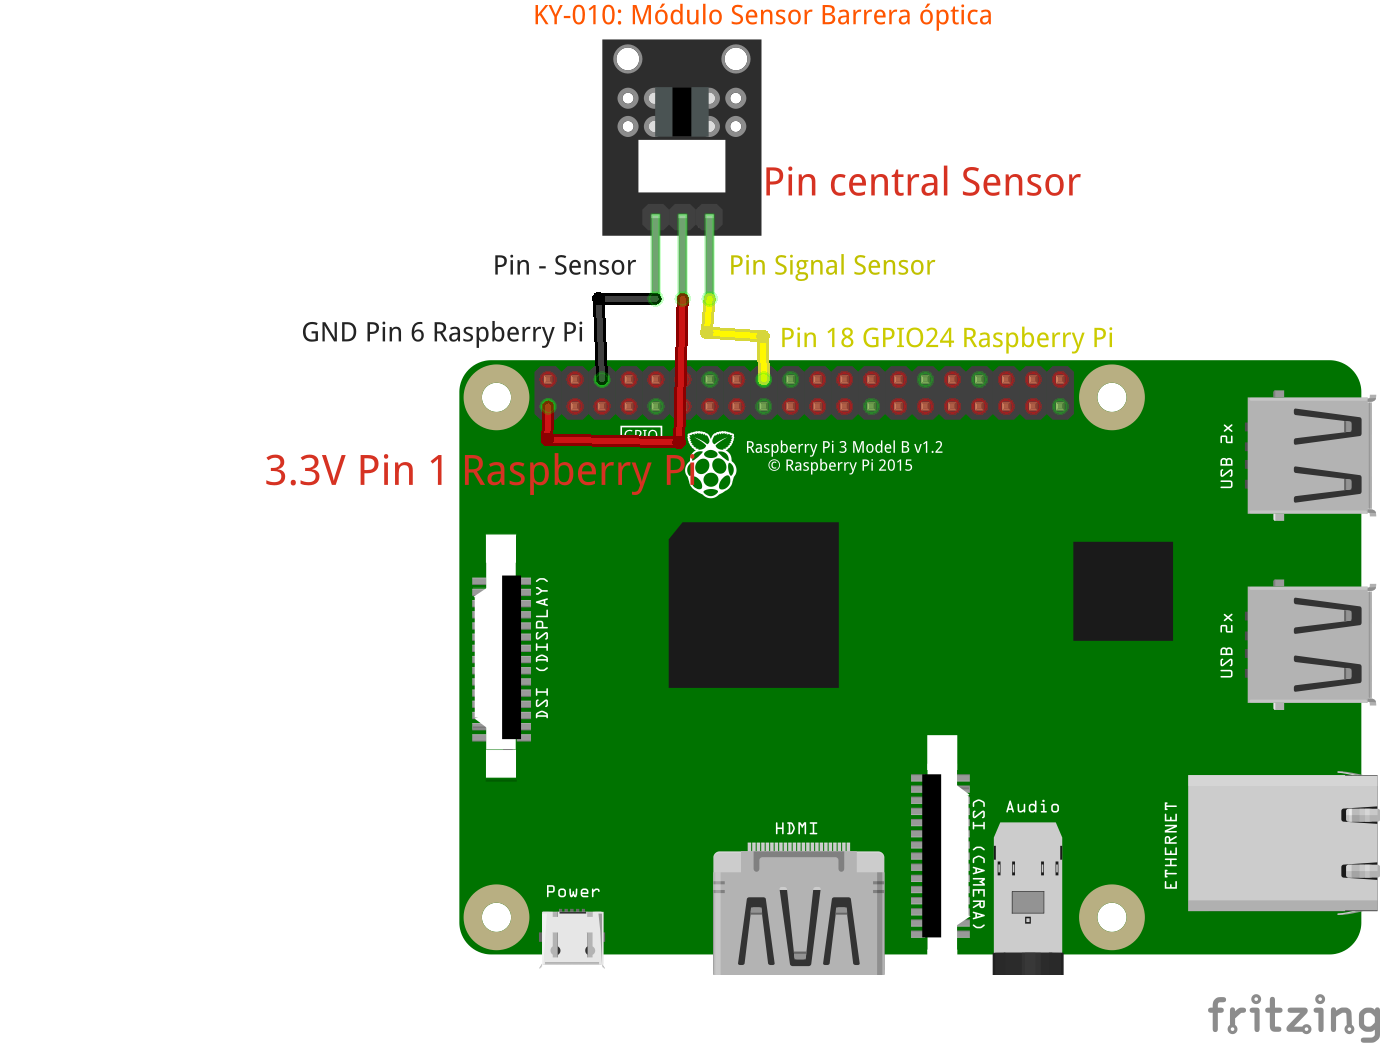 KY-010: Módulo Sensor Barrera óptica
Pin central Sensor
Pin - Sensor
Pin Signal Sensor
GND Pin 6 Raspberry Pi
Pin 18 GPIO24 Raspberry Pi
GPIO
3.3V Pin 1 Raspberry Pi
Raspberry Pi 3 Model B v1.2
© Raspberry Pi 2015
USB 2x
DSI (DISPLAY)
USB 2x
HDMI
CSI (CAMERA)
Audio
ETHERNET
Power
fritzing